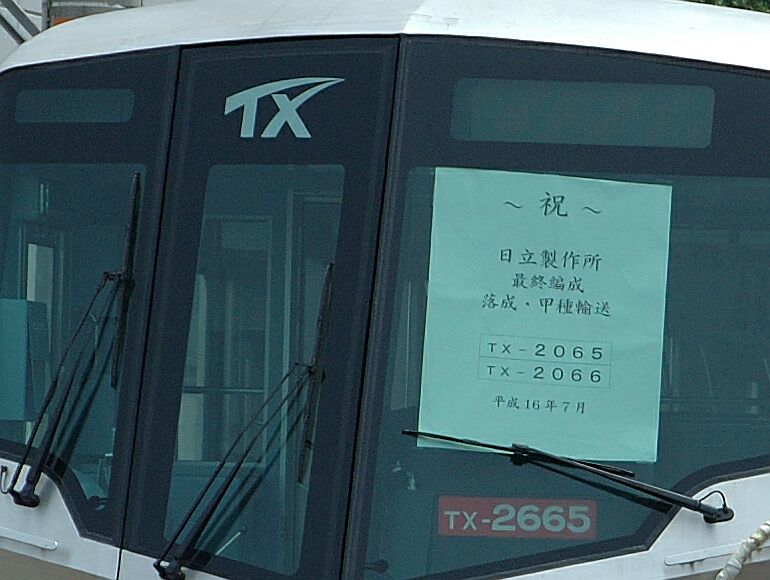 TX
～ 祝 ～
日立製作所
最終編成
落成・甲種輸送
TX-2065
TX-2066
平成16年7月
TX-2665